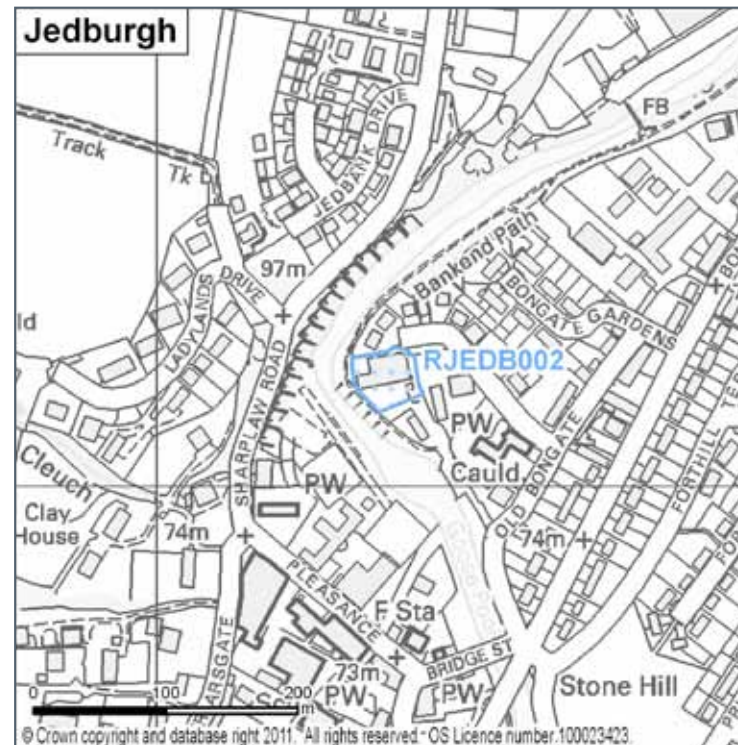 Jedburgh
FB
Track
Tk
JEDBANK DRIVE
97m
LADYLANDS DRIVE
Bankend Path
BONGATE GARDENS
ld
RJEDB002
SHARPLAW ROAD
PW
PW
Cauld
Cleuch
Clay
House
74m
OLD BONGATE
74m
FORTHILL TE
PLEASANCE
F Sta
BRIDGE ST
73m
PW
PW
Stone Hill
0 100 200
m
© Crown copyright and database right 2011. All rights reserved. OS Licence number 100023423.